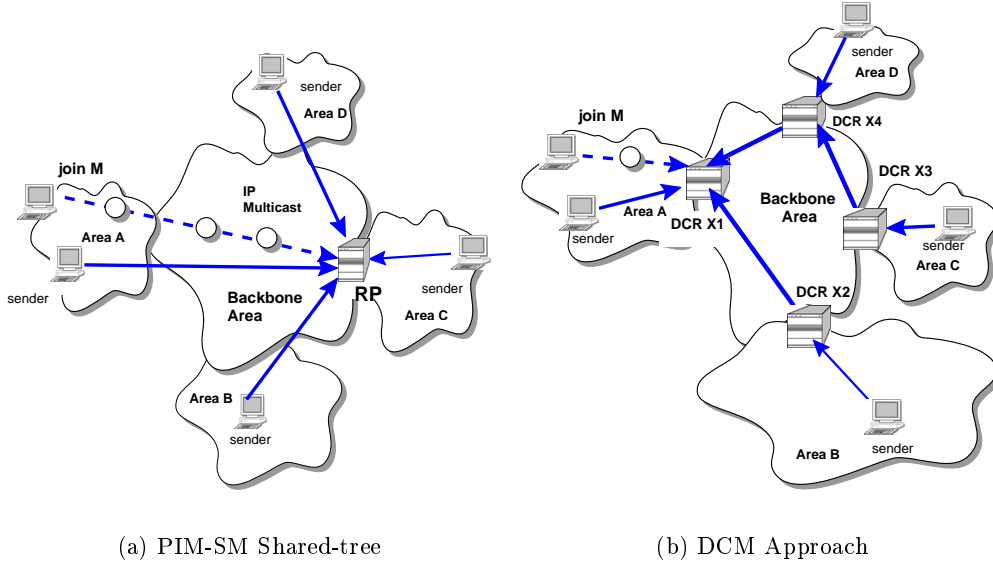 sender
Area D
join M
IP
Multicast
Area A
sender
Backbone
Area
RP
sender
Area C
Area B
sender
(a) PIM-SM Shared-tree
sender
Area D
DCR X4
join M
DCR X3
Backbone
Area
Area A
DCR X1
sender
sender
Area C
DCR X2
sender
Area B
(b) DCM Approach